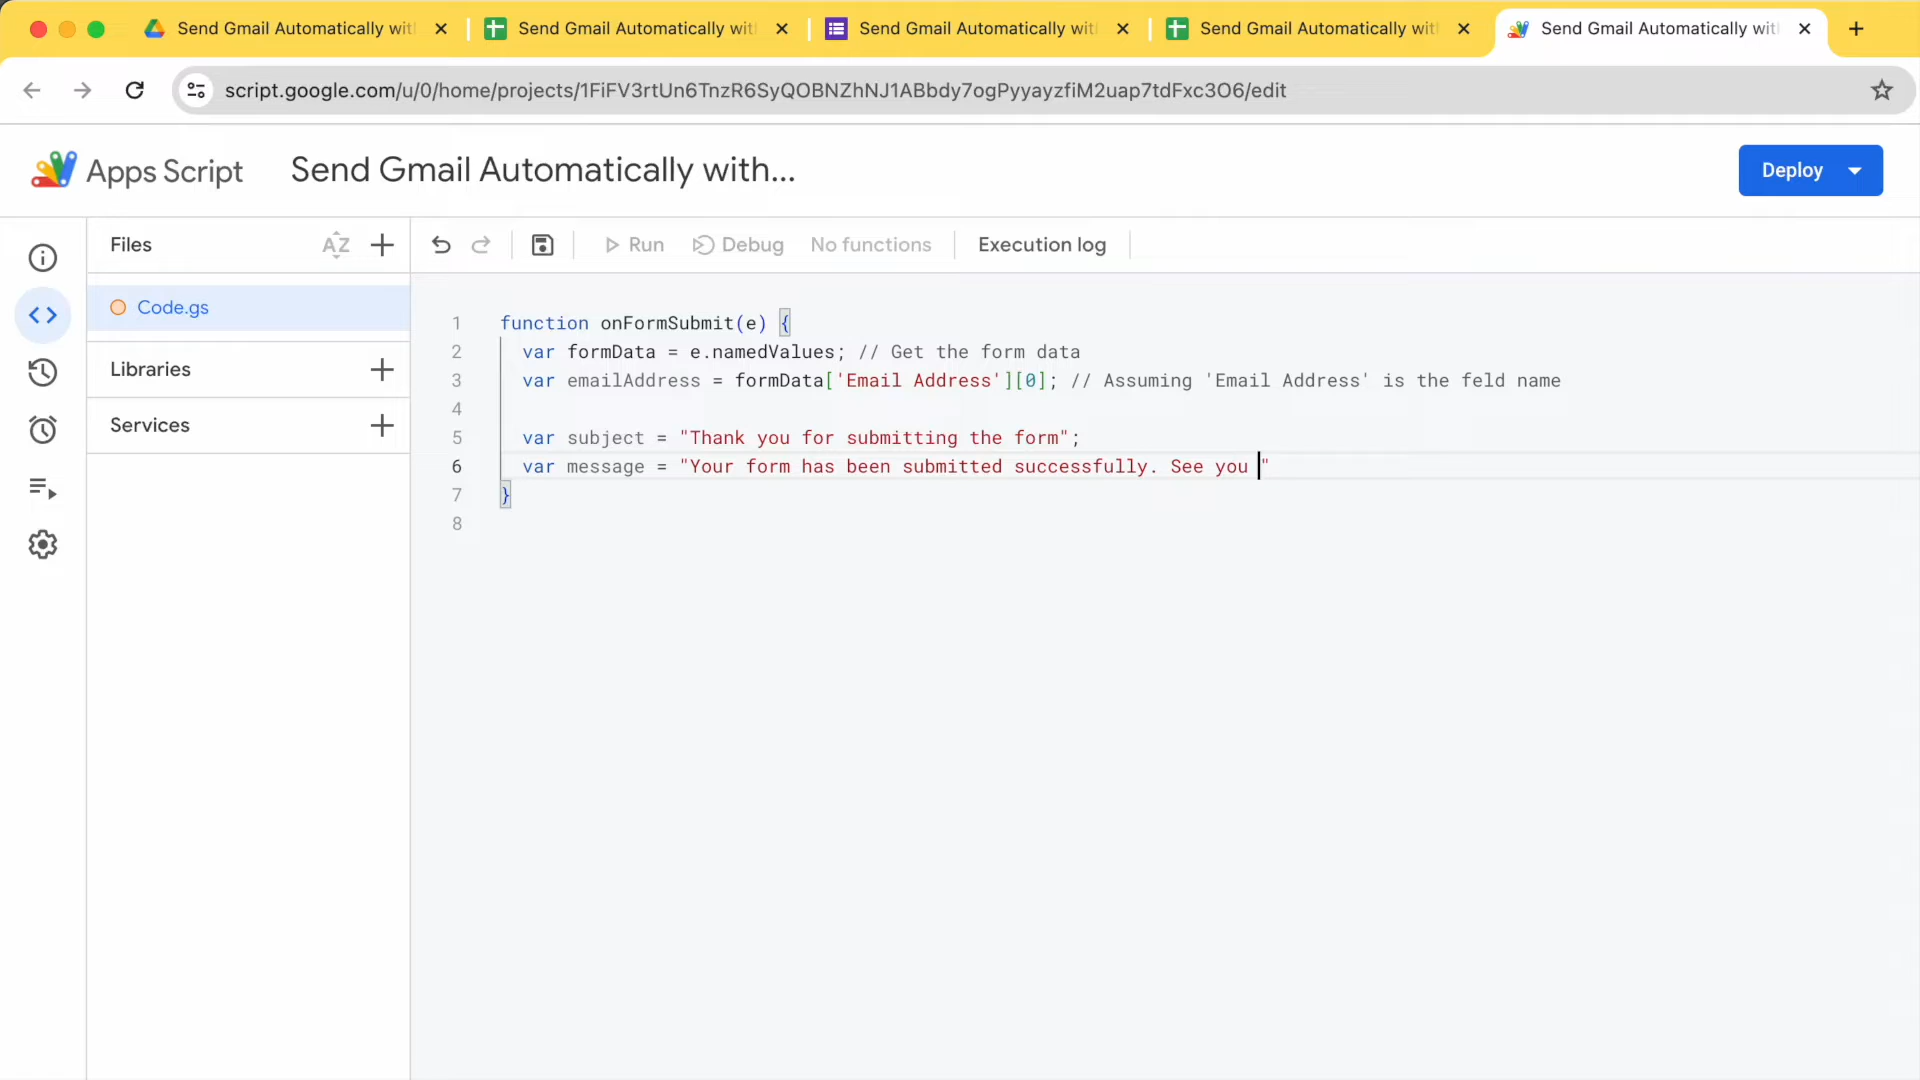 Send Gmail Automatically wit
Send Gmail Automatically wit
Send Gmail Automatically wit
Send Gmail Automatically wit
Send Gmail Automatically wit
script.google.com/u/0/home/projects/1FiFV3rtUn6TnzR6SyQOBNZhNJ1ABbdy7ogPyyayzfiM2uap7tdFxc3O6/edit
Apps Script
Send Gmail Automatically with...
Deploy
Files
AZ
Run
Debug
No functions
Execution log
Code.gs
Libraries
Services
1 function onFormSubmit(e) {
2 var formData = e.namedValues; // Get the form data
3 var emailAddress = formData['Email Address'][0]; // Assuming 'Email Address' is the feld name
4
5 var subject = "Thank you for submitting the form";
6 var message = "Your form has been submitted successfully. See you "
7 }
8